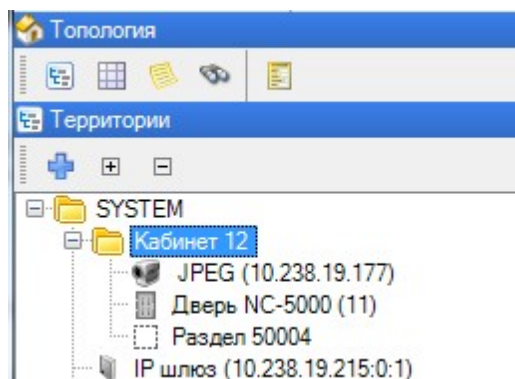 Топология
Территории
SYSTEM
Кабинет 12
JPEG (10.238.19.177)
Дверь NC-5000 (11)
Раздел 50004
IP шлюз (10.238.19.215:0:1)